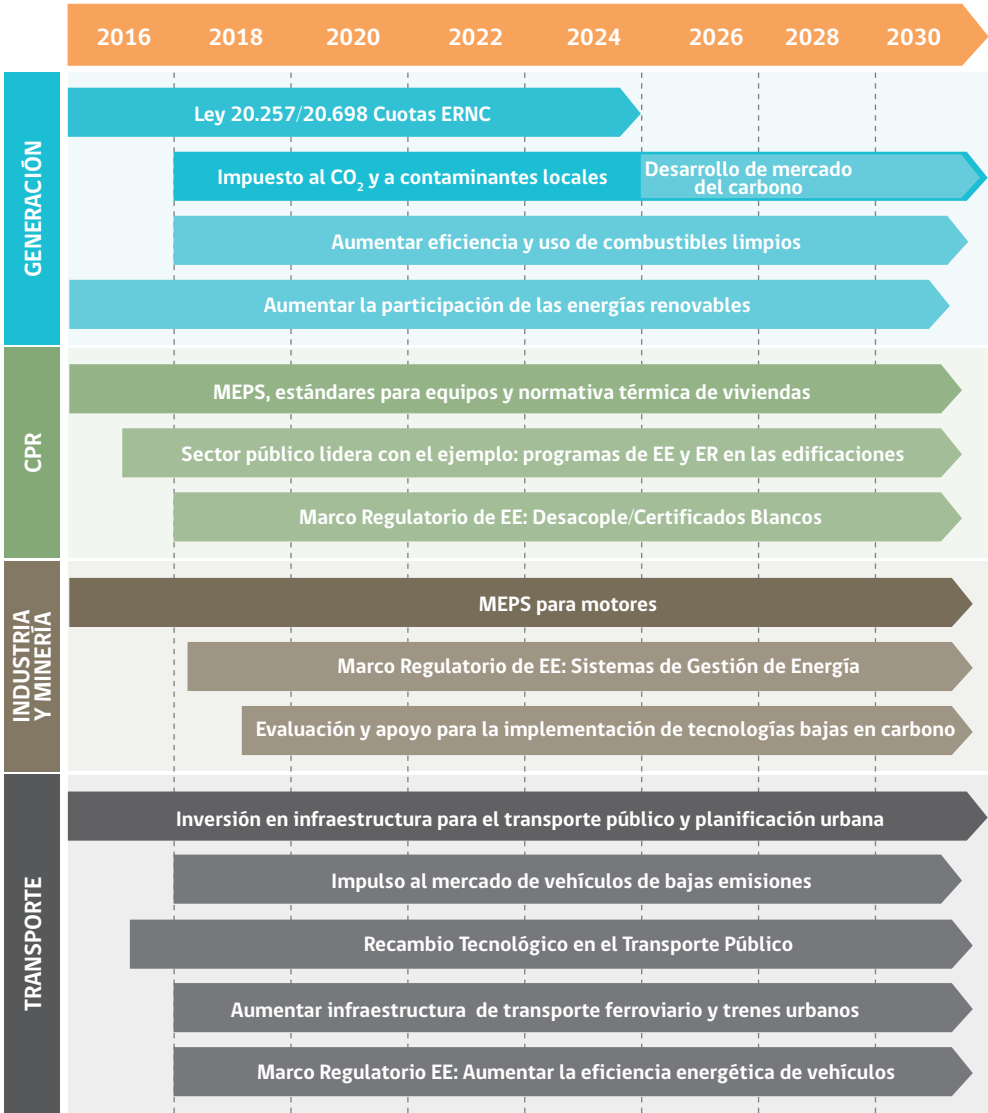 2016 2018 2020 2022 2024 2026 2028 2030
GENERACIÓN
Ley 20.257/20.698 Cuotas ERNC
Impuesto al CO₂ y a contaminantes locales
Desarrollo de mercado
del carbono
Aumentar eficiencia y uso de combustibles limpios
Aumentar la participación de las energías renovables
CPR
MEPS, estándares para equipos y normativa térmica de viviendas
Sector público lidera con el ejemplo: programas de EE y ER en las edificaciones
Marco Regulatorio de EE: Desacople/Certificados Blancos
INDUSTRIA
Y MINERÍA
MEPS para motores
Marco Regulatorio de EE: Sistemas de Gestión de Energía
Evaluación y apoyo para la implementación de tecnologías bajas en carbono
TRANSPORTE
Inversión en infraestructura para el transporte público y planificación urbana
Impulso al mercado de vehículos de bajas emisiones
Recambio Tecnológico en el Transporte Público
Aumentar infraestructura de transporte ferroviario y trenes urbanos
Marco Regulatorio EE: Aumentar la eficiencia energética de vehículos